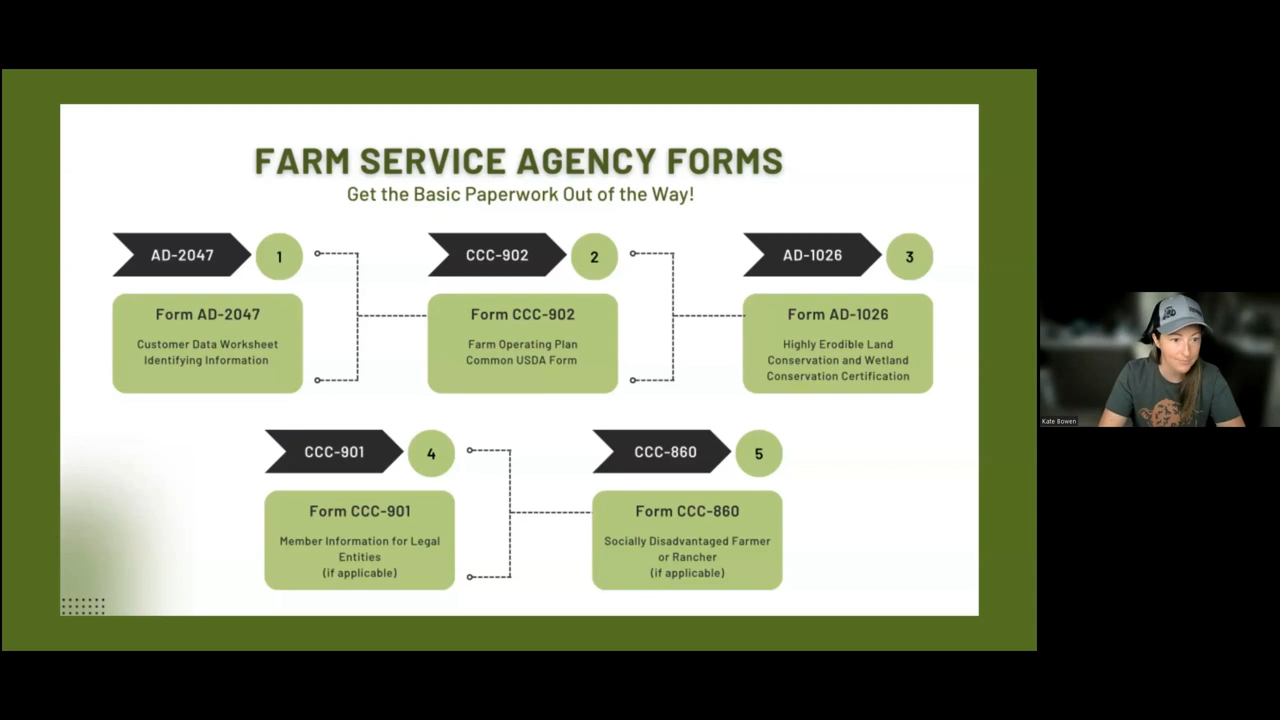 FARM SERVICE AGENCY FORMS
Get the Basic Paperwork Out of the Way!
AD-2047
1
CCC-902
2
AD-1026
3
Form AD-2047
Customer Data Worksheet
Identifying Information
Form CCC-902
Farm Operating Plan
Common USDA Form
Form AD-1026
Highly Erodible Land
Conservation and Wetland
Conservation Certification
CCC-901
4
CCC-860
5
Form CCC-901
Member Information for Legal
Entities
(if applicable)
Form CCC-860
Socially Disadvantaged Farmer
or Rancher
(if applicable)
Kate Bowen